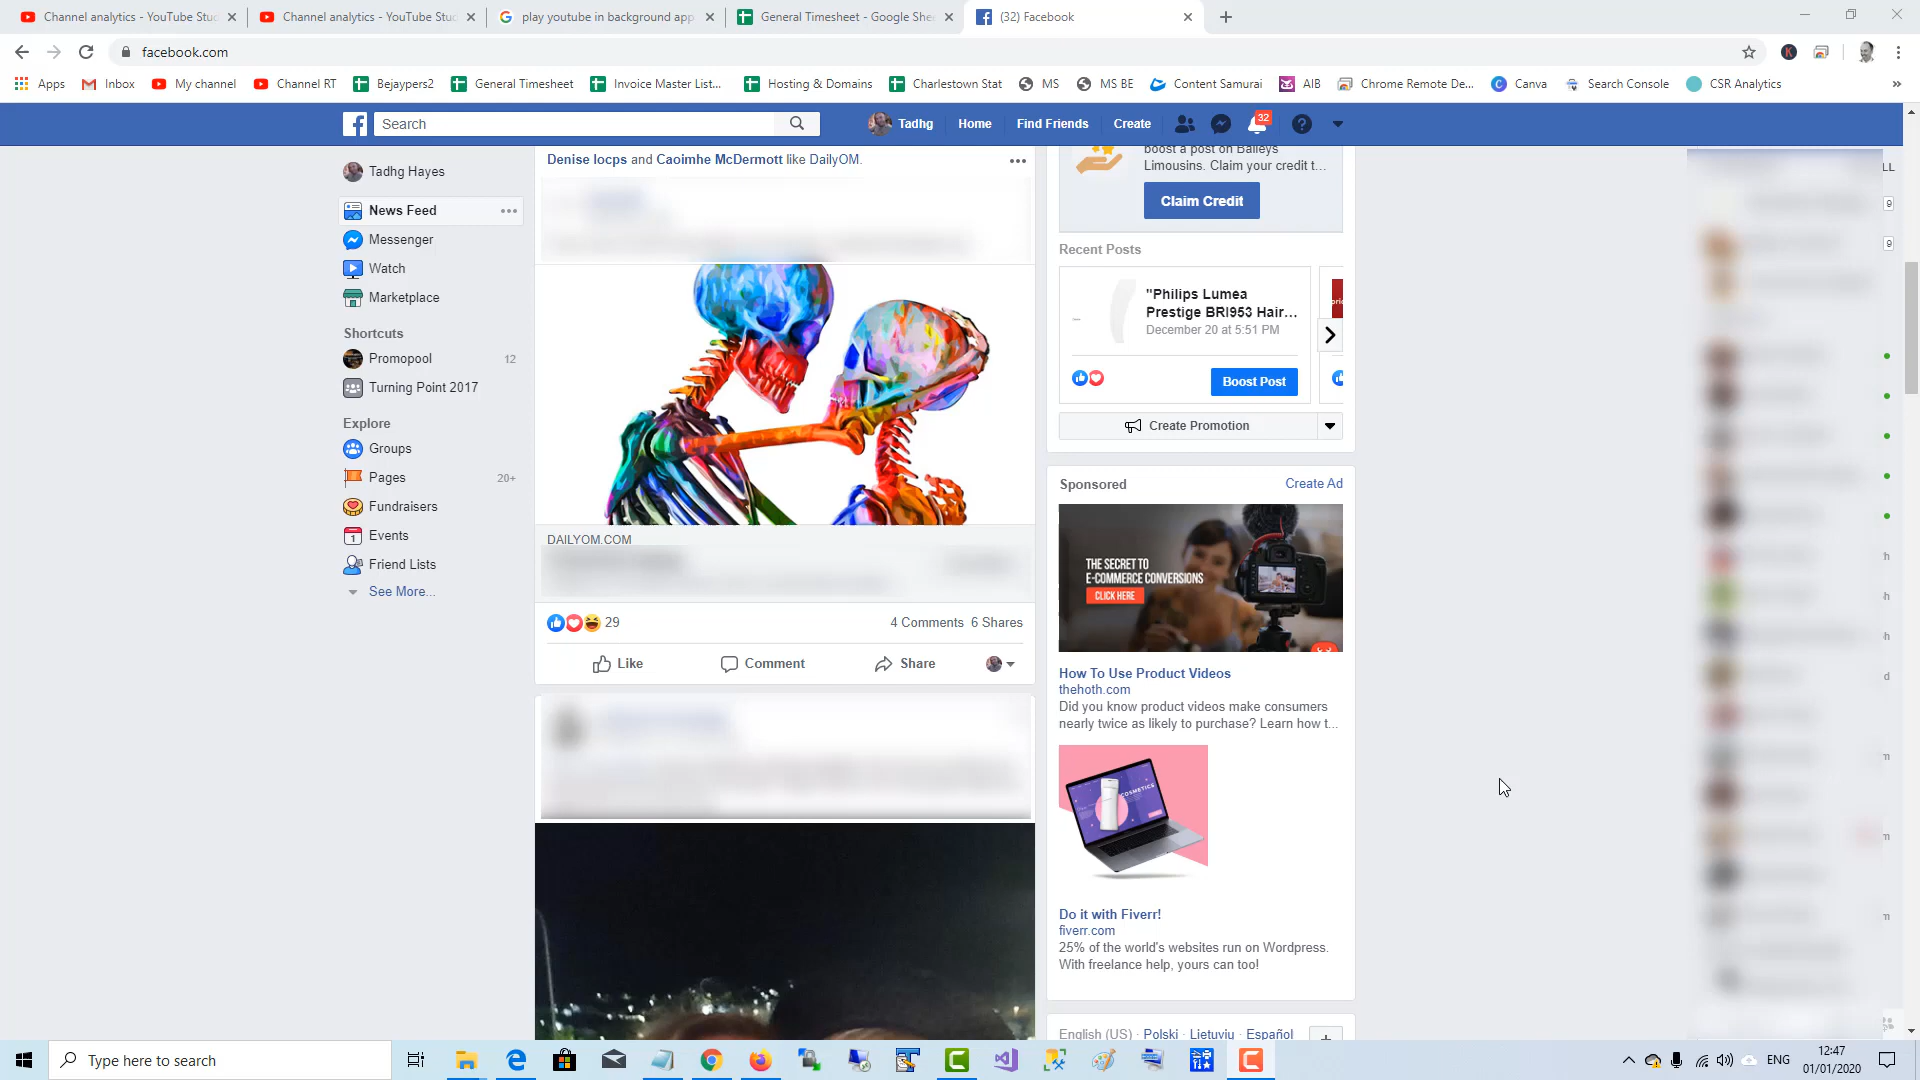 Channel analytics - YouTube Stu
Channel analytics - YouTube Stu
play youtube in background app
General Timesheet - Google She
(32) Facebook
facebook.com
Apps
Inbox
My channel
Channel RT
Bejaypers2
General Timesheet
Invoice Master List...
Hosting & Domains
Charlestown Stat
MS
MS BE
Content Samurai
AIB
Chrome Remote De...
Canva
Search Console
CSR Analytics
Search
Tadhg
Home
Find Friends
Create
32
Tadhg Hayes
News Feed
Messenger
Watch
Marketplace
Shortcuts
Promopool 12
Turning Point 2017
Explore
Groups
Pages 20+
Fundraisers
Events
Friend Lists
See More...
Denise Iocps and Caoimhe McDermott like DailyOM.
DAILYOM.COM
29
4 Comments 6 Shares
Like
Comment
Share
boost a post on Baileys
Limousins. Claim your credit t...
Claim Credit
Recent Posts
"Philips Lumea
Prestige BRI953 Hair...
December 20 at 5:51 PM
Boost Post
Create Promotion
Sponsored
Create Ad
THE SECRET TO
E-COMMERCE CONVERSIONS
CLICK HERE
How To Use Product Videos
thehoth.com
Did you know product videos make consumers
nearly twice as likely to purchase? Learn how t...
COSMETICS
Do it with Fiverr!
fiverr.com
25% of the world's websites run on Wordpress.
With freelance help, yours can too!
English (US) · Polski · Lietuvių · Español
LL
9
9
h
h
h
d
m
m
m
Type here to search
ENG
12:47
01/01/2020